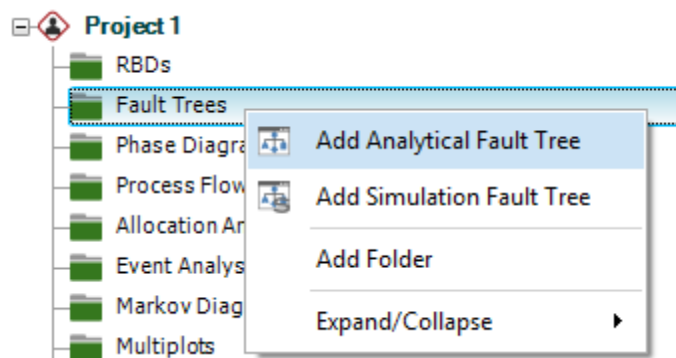 Project 1
RBDs
Fault Trees
Phase Diagra
Add Analytical Fault Tree
Process Flow
Add Simulation Fault Tree
Allocation An
Event Analys
Add Folder
Markov Diag
Expand/Collapse
Multiplots